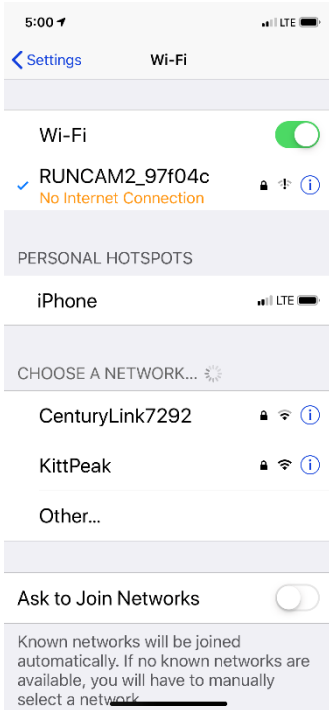 5:00 LTE
Settings Wi-Fi
Wi-Fi
RUNCAM2_97f04c
No Internet Connection
PERSONAL HOTSPOTS
iPhone LTE
CHOOSE A NETWORK...
CenturyLink7292
KittPeak
Other...
Ask to Join Networks
Known networks will be joined
automatically. If no known networks are
available, you will have to manually
select a network.